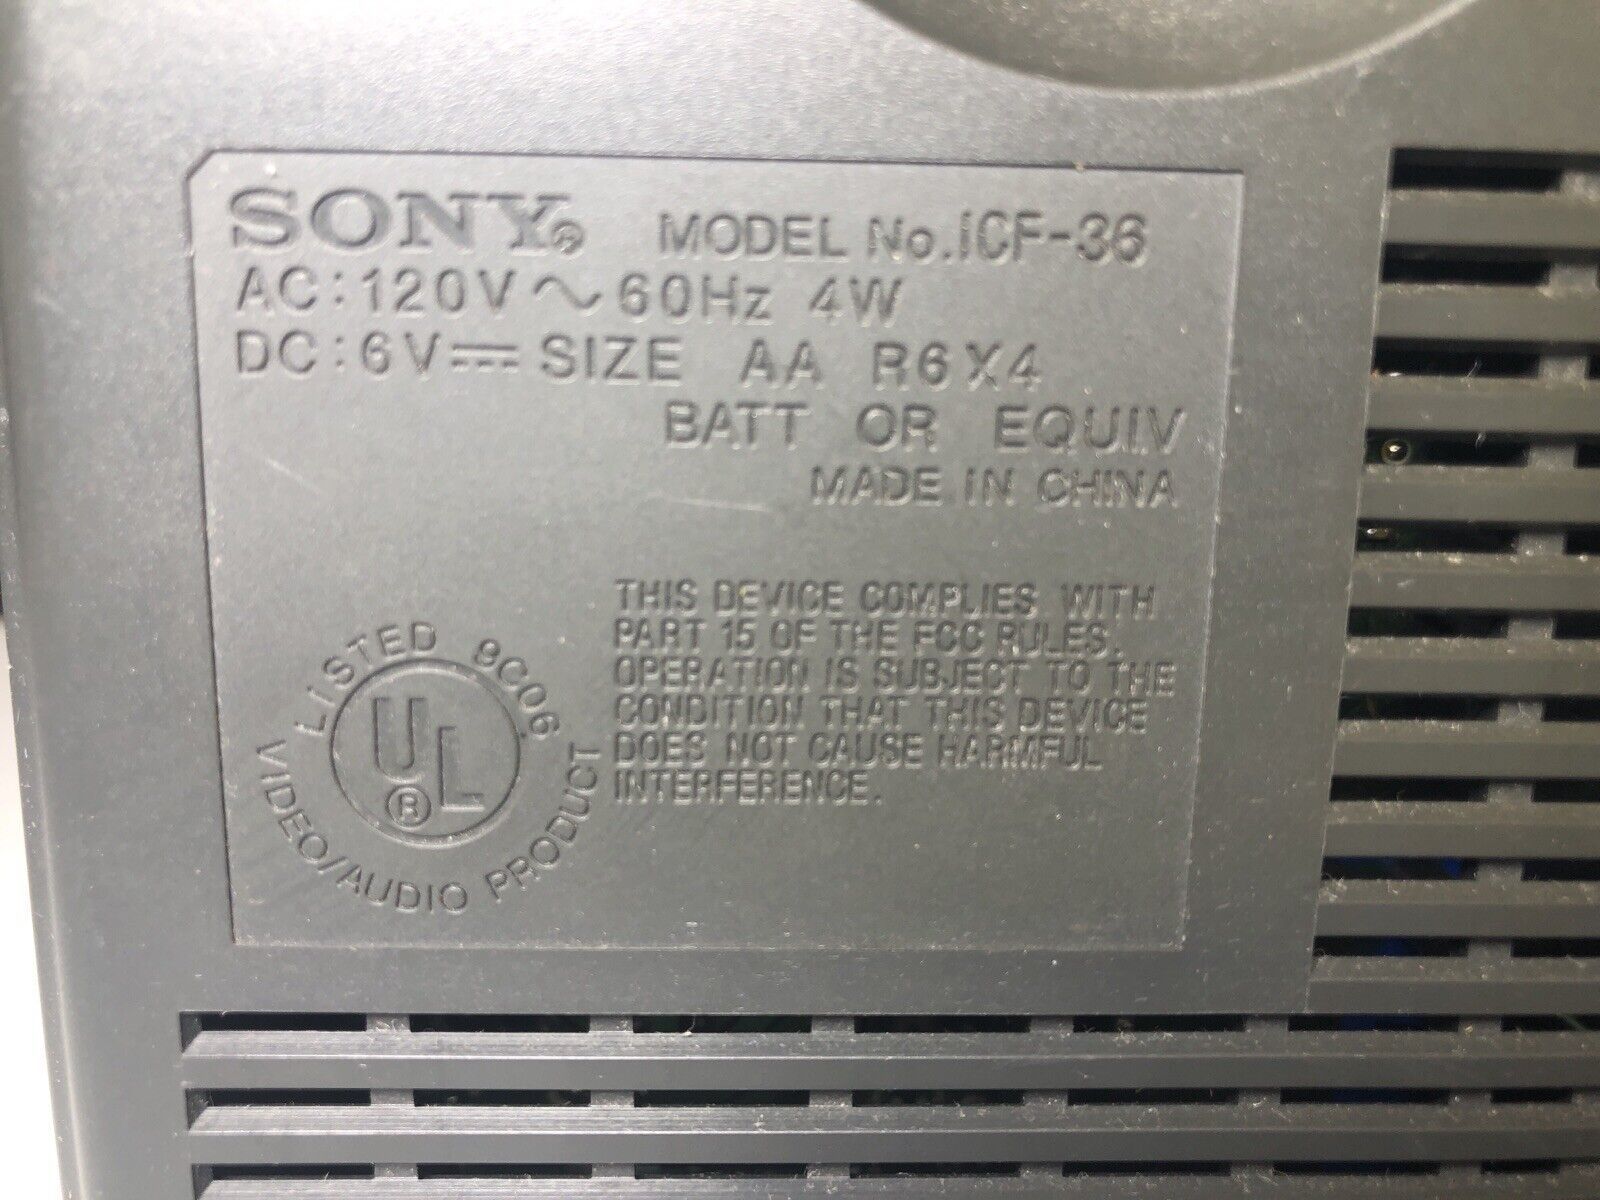 SONY® MODEL No. ICF-36
AC:120V~60Hz 4W
DC:6V⎓SIZE AA R6X4
BATT OR EQUIV
MADE IN CHINA
THIS DEVICE COMPLIES WITH
PART 15 OF THE FCC RULES.
OPERATION IS SUBJECT TO THE
CONDITION THAT THIS DEVICE
DOES NOT CAUSE HARMFUL
INTERFERENCE.
LISTED 9C06
UL®
VIDEO/AUDIO PRODUCT